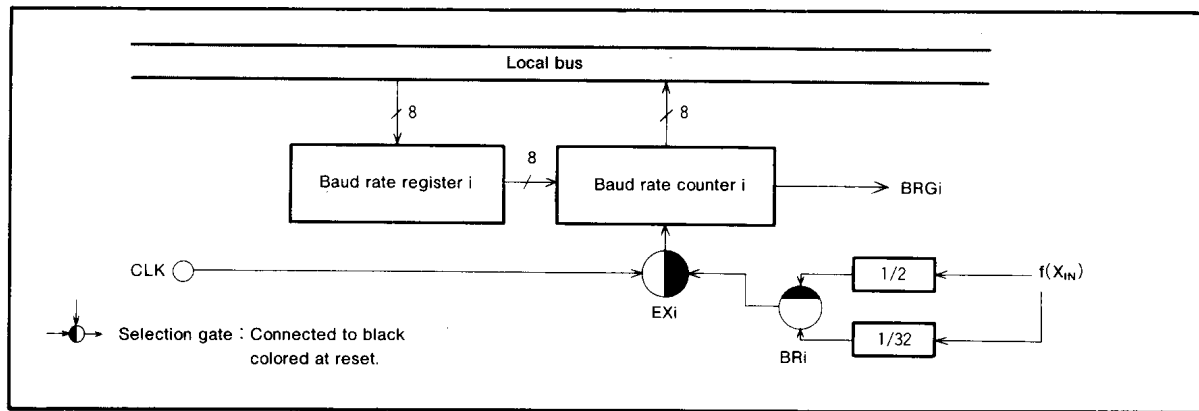 Local bus
8
8
Baud rate register i
8
Baud rate counter i
BRGi
CLK
EXi
1/2
f(XIN)
BRi
1/32
Selection gate : Connected to black
colored at reset.